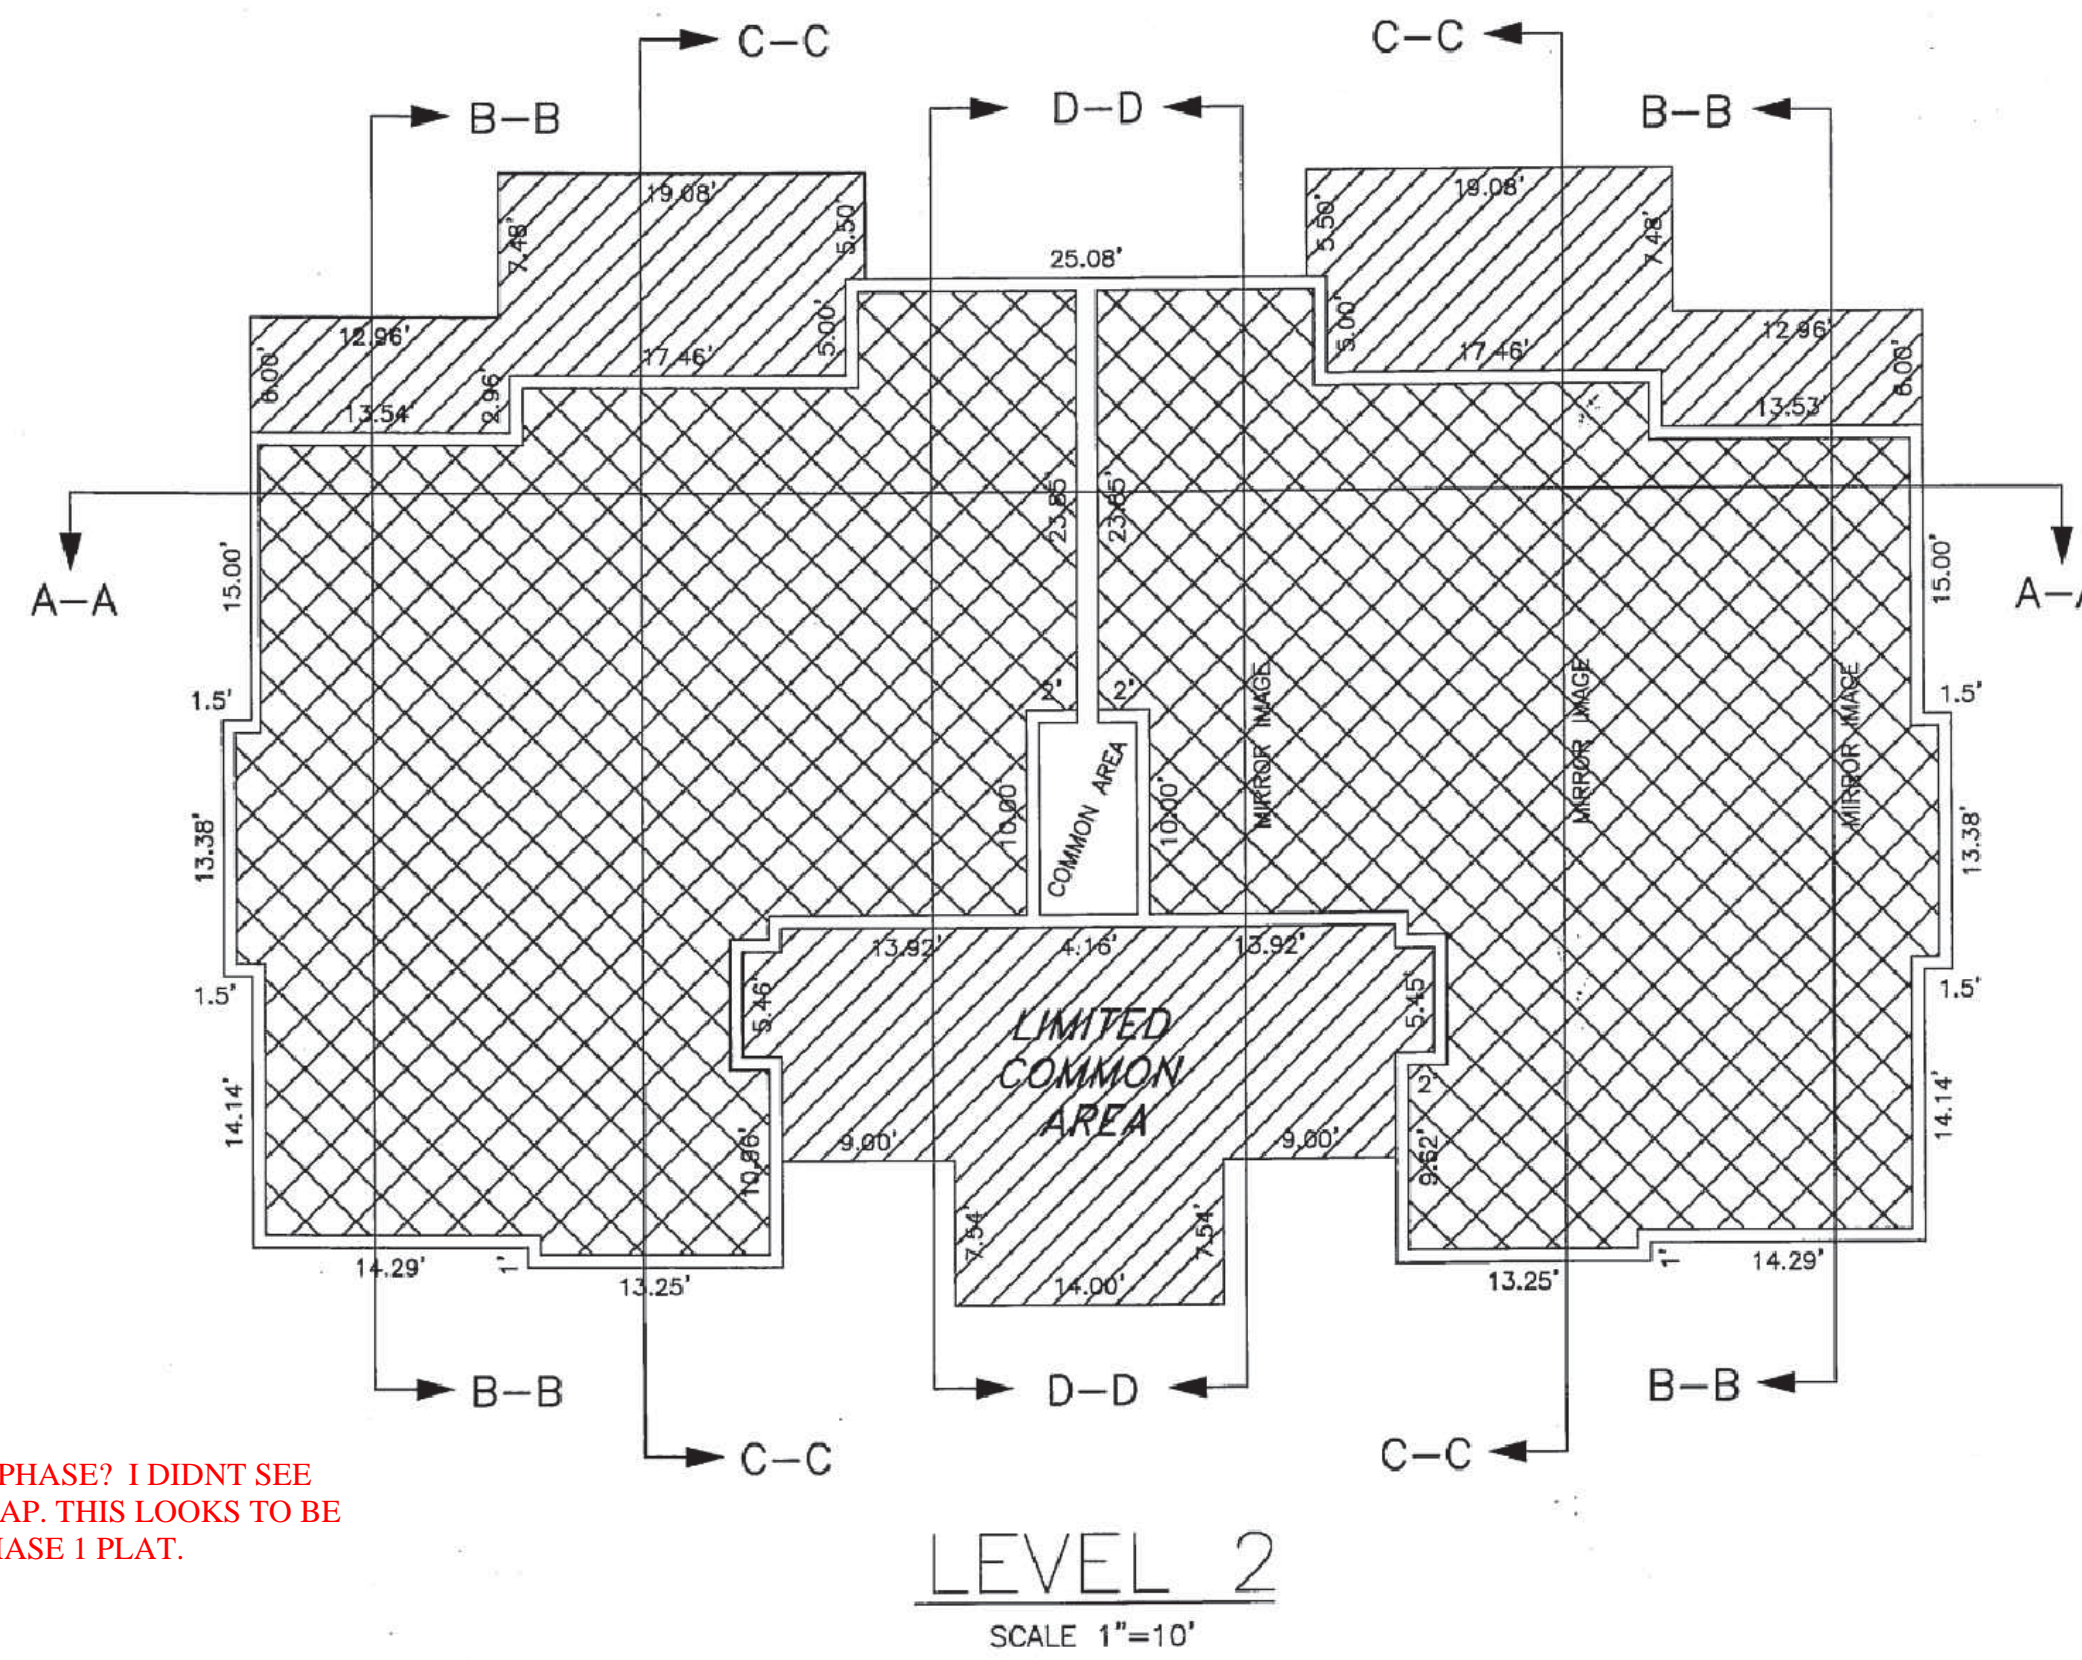 C-C
C-C
B-B
D-D
B-B
19.08'
19.08'
7.48'
5.50'
5.50'
7.48'
25.08'
12.96'
5.00'
5.00'
12.96'
6.00'
17.46'
17.46'
6.00'
13.54'
2.96'
13.53'
23.85'
23.85'
15.00'
15.00'
A-A
A-
1.5'
2'
2'
1.5'
MIRROR IMAGE
MIRROR IMAGE
MIRROR IMAGE
COMMON AREA
10.00'
10.00'
13.38'
13.38'
13.92'
4.16'
13.92'
1.5'
5.46'
5.45'
1.5'
LIMITED
COMMON
AREA
2'
14.14'
14.14'
9.00'
9.00'
10.96'
9.62'
7.54'
7.54'
14.29'
1'
13.25'
14.00'
13.25'
1'
14.29'
B-B
D-D
B-B
C-C
C-C
PHASE? I DIDNT SEE
AP. THIS LOOKS TO BE
HASE 1 PLAT.
LEVEL 2
SCALE 1"=10'